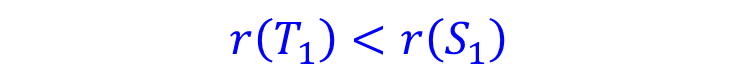 r(T₁) < r(S₁)